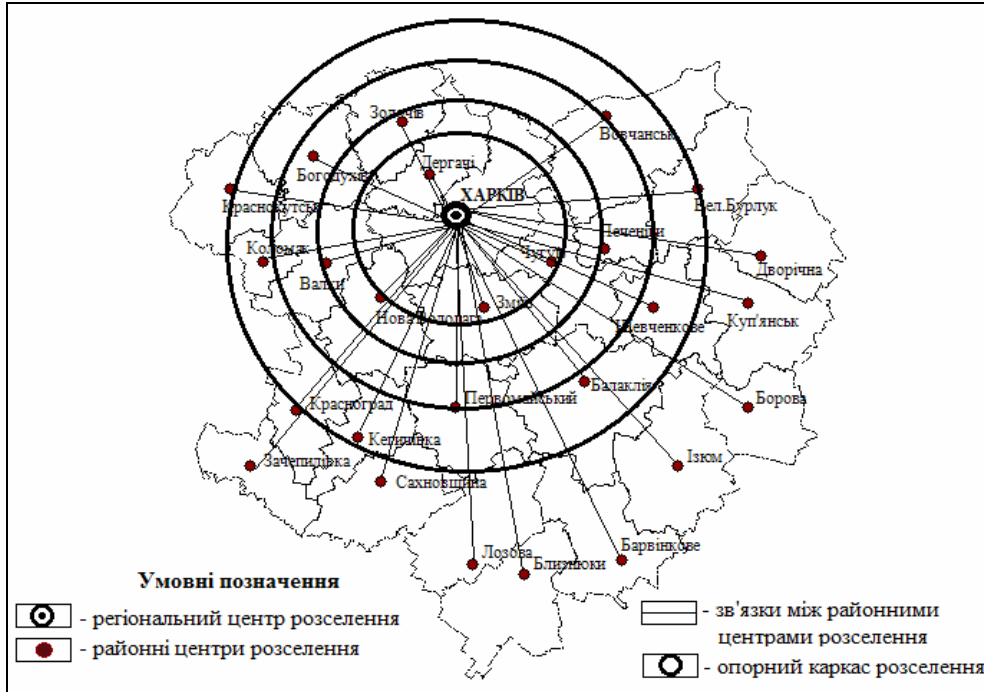 Золочів
Вовчанськ
Богодухів
Дергачі
Краснокутськ
ХАРКІВ
Вел.Бурлук
Печеніги
Коломак
Чугуїв
Дворічна
Валки
Нова Водолага
Зміїв
Шевченкове
Куп'янськ
Балаклія
Красноград
Первомайський
Борова
Кегичівка
Зачепилівка
Ізюм
Сахновщина
Лозова
Близнюки
Барвінкове
Умовні позначення
- регіональний центр розселення
- районні центри розселення
- зв'язки між районними
центрами розселення
- опорний каркас розселення